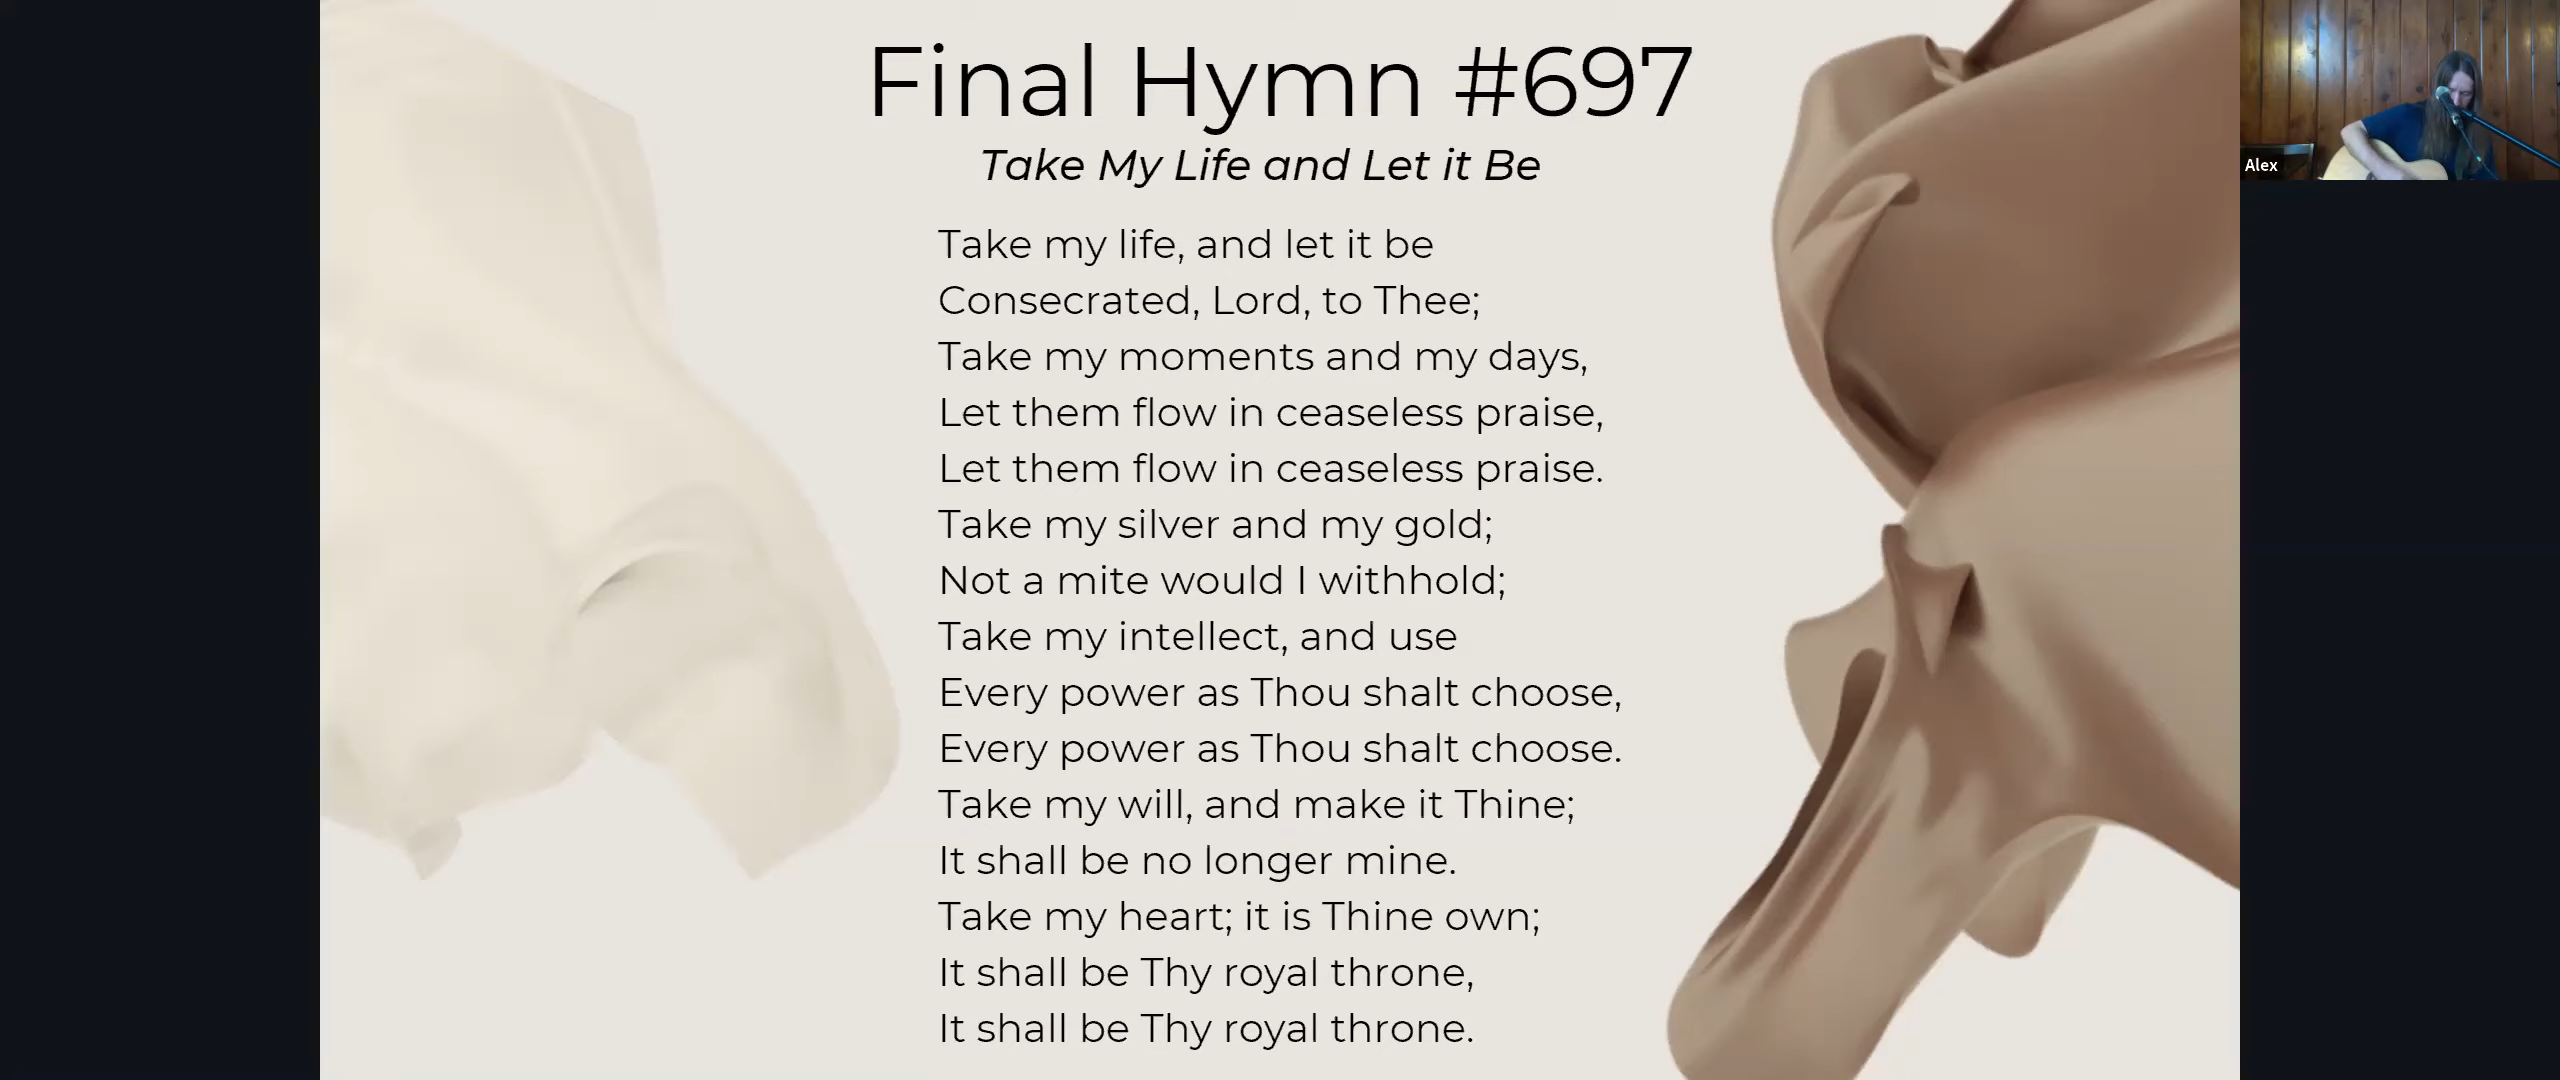 Final Hymn #697
Take My Life and Let it Be
Take my life, and let it be
Consecrated, Lord, to Thee;
Take my moments and my days,
Let them flow in ceaseless praise,
Let them flow in ceaseless praise.
Take my silver and my gold;
Not a mite would I withhold;
Take my intellect, and use
Every power as Thou shalt choose,
Every power as Thou shalt choose.
Take my will, and make it Thine;
It shall be no longer mine.
Take my heart; it is Thine own;
It shall be Thy royal throne,
It shall be Thy royal throne.
Alex